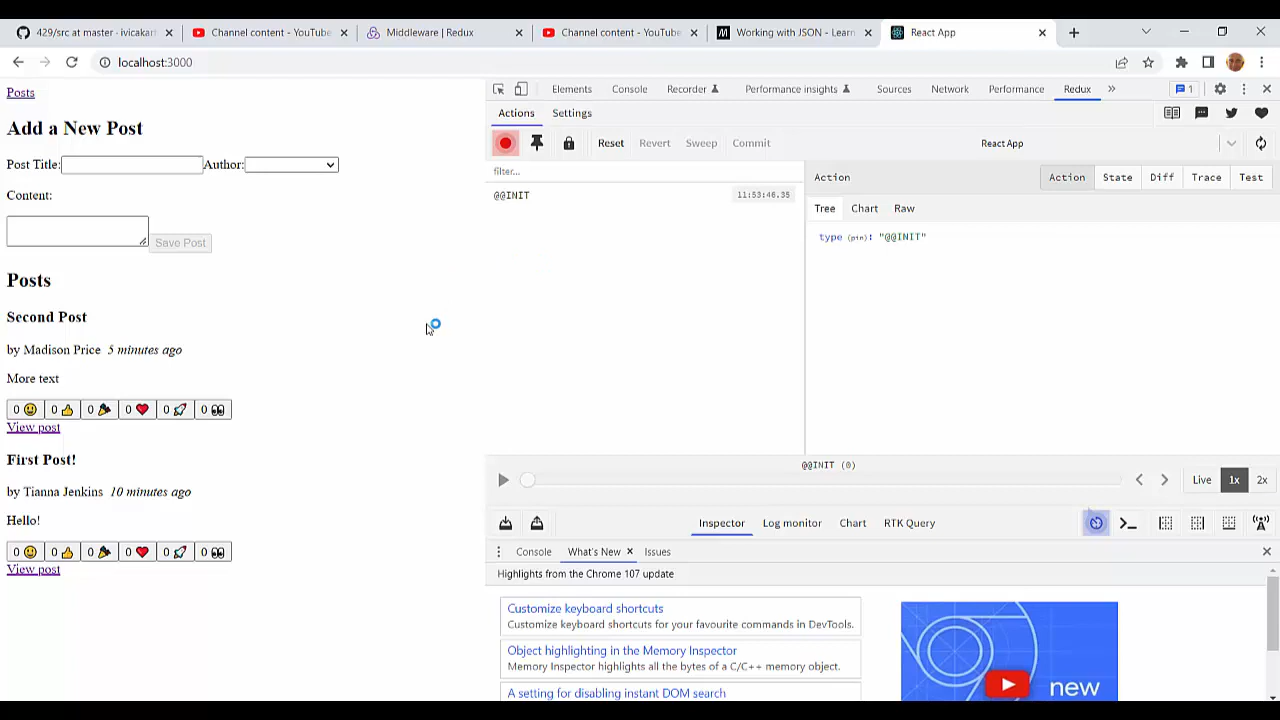 429/src at master - ivicakart
Channel content - YouTube
Middleware | Redux
Channel content - YouTube
Working with JSON - Learn
React App
localhost:3000
Posts
Add a New Post
Post Title:
Author:
Content:
Save Post
Posts
Second Post
by Madison Price 5 minutes ago
More text
0 0 0 0 0 0
View post
First Post!
by Tianna Jenkins 10 minutes ago
Hello!
0 0 0 0 0 0
View post
Elements Console Recorder Performance insights Sources Network Performance Redux » 1
Actions Settings
Reset Revert Sweep Commit React App
filter...
@@INIT 11:53:46.35
Action Action State Diff Trace Test
Tree Chart Raw
type (pin): "@@INIT"
@@INIT (0)
Live 1x 2x
Inspector Log monitor Chart RTK Query
Console What's New Issues
Highlights from the Chrome 107 update
Customize keyboard shortcuts
Customize keyboard shortcuts for your favourite commands in DevTools.
Object highlighting in the Memory Inspector
Memory Inspector highlights all the bytes of a C/C++ memory object.
A setting for disabling instant DOM search
new